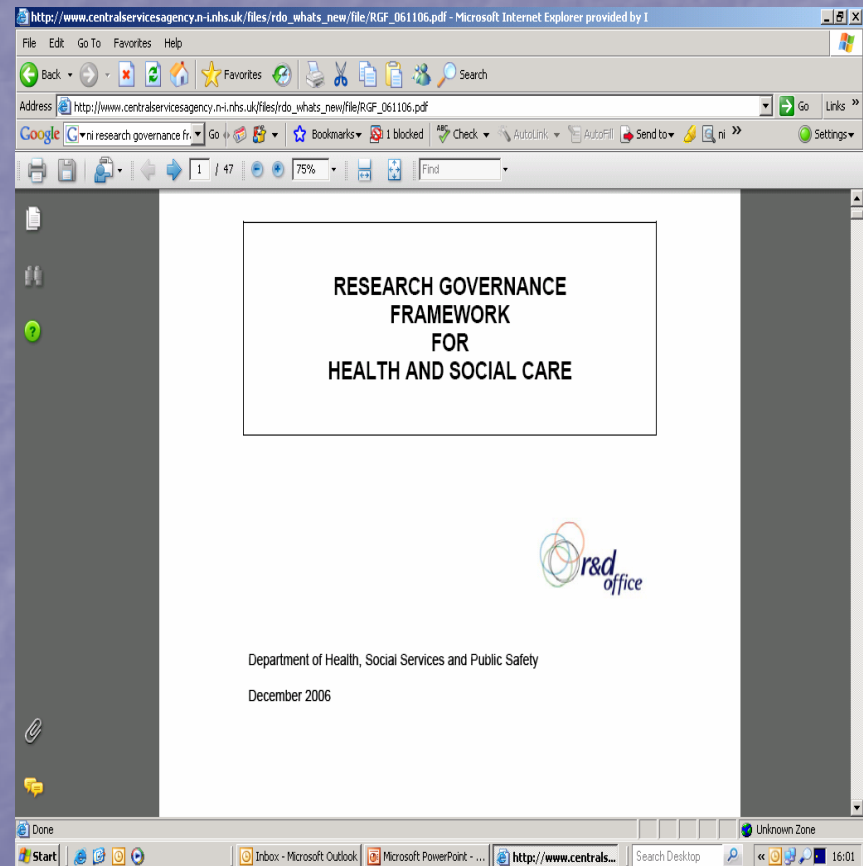 http://www.centralservicesagency.n-i.nhs.uk/files/rdo_whats_new/file/RGF_061106.pdf - Microsoft Internet Explorer provided by I
File Edit Go To Favorites Help
Back Favorites Search
Address http://www.centralservicesagency.n-i.nhs.uk/files/rdo_whats_new/file/RGF_061106.pdf Go Links »
Google G ni research governance fr Go Bookmarks 1 blocked ABC Check AutoLink AutoFill Send to ni » Settings
1 / 47 75% Find
RESEARCH GOVERNANCE
FRAMEWORK
FOR
HEALTH AND SOCIAL CARE
r&d
office
Department of Health, Social Services and Public Safety
December 2006
Done Unknown Zone
Start Inbox - Microsoft Outlook Microsoft PowerPoint - ... http://www.centrals... Search Desktop « 16:01